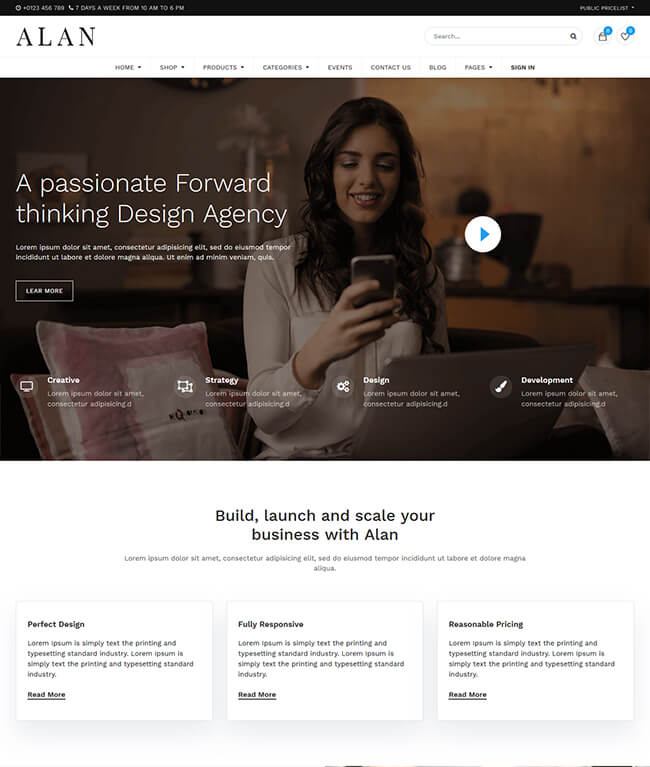 +0123 456 789 7 DAYS A WEEK FROM 10 AM TO 6 PM
PUBLIC PRICELIST
ALAN
Search...
0
0
HOME
SHOP
PRODUCTS
CATEGORIES
EVENTS
CONTACT US
BLOG
PAGES
SIGN IN
A passionate Forward
thinking Design Agency
Lorem ipsum dolor sit amet, consectetur adipisicing elit, sed do eiusmod tempor
incididunt ut labore et dolore magna aliqua. Ut enim ad minim veniam, quis.
LEAR MORE
Creative
Lorem ipsum dolor sit amet,
consectetur adipisicing.d
Strategy
Lorem ipsum dolor sit amet,
consectetur adipisicing.d
Design
Lorem ipsum dolor sit amet,
consectetur adipisicing.d
Development
Lorem ipsum dolor sit amet,
consectetur adipisicing.d
Build, launch and scale your
business with Alan
Lorem ipsum dolor sit amet, consectetur adipisicing elit, sed do eiusmod tempor incididunt ut labore et dolore magna
aliqua.
Perfect Design
Lorem Ipsum is simply text the printing and
typesetting standard industry. Lorem Ipsum is
simply text the printing and typesetting standard
industry.
Read More
Fully Responsive
Lorem Ipsum is simply text the printing and
typesetting standard industry. Lorem Ipsum is
simply text the printing and typesetting standard
industry.
Read More
Reasonable Pricing
Lorem Ipsum is simply text the printing and
typesetting standard industry. Lorem Ipsum is
simply text the printing and typesetting standard
industry.
Read More